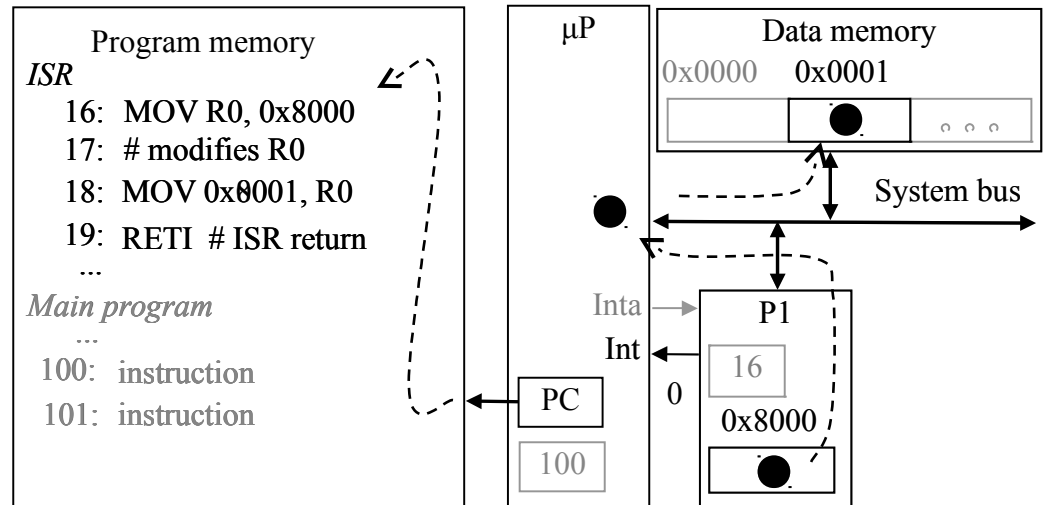 Program memory
ISR
16: MOV R0, 0x8000
17: # modifies R0
18: MOV 0x0001, R0
19: RETI # ISR return
...
Main program
...
100: instruction
101: instruction
μP
PC
100
Inta
Int
0
Data memory
0x0000 0x0001
System bus
P1
16
0x8000